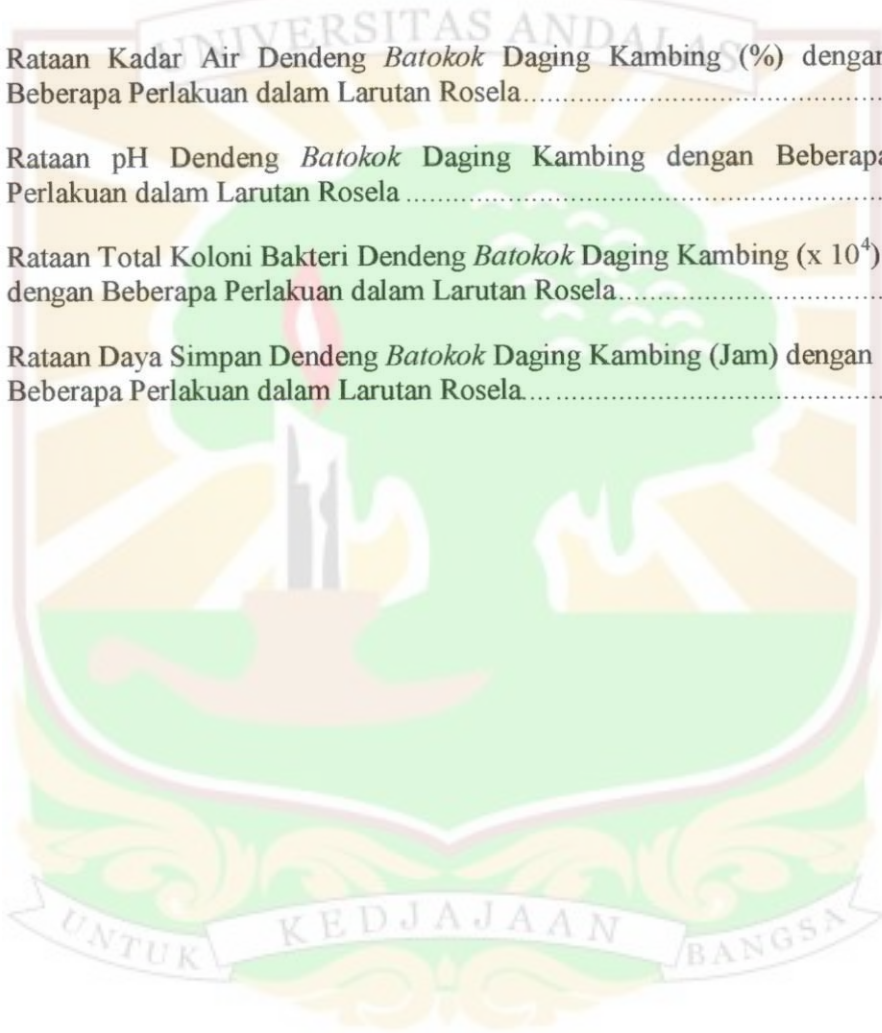 UNIVERSITAS ANDALAS
Rataan Kadar Air Dendeng Batokok Daging Kambing (%) dengan
Beberapa Perlakuan dalam Larutan Rosela............................................
Rataan pH Dendeng Batokok Daging Kambing dengan Beberapa
Perlakuan dalam Larutan Rosela ............................................................
Rataan Total Koloni Bakteri Dendeng Batokok Daging Kambing (x 10⁴)
dengan Beberapa Perlakuan dalam Larutan Rosela................................
Rataan Daya Simpan Dendeng Batokok Daging Kambing (Jam) dengan
Beberapa Perlakuan dalam Larutan Rosela... .........................................
UNTUK KEDJAJAAN BANGSA